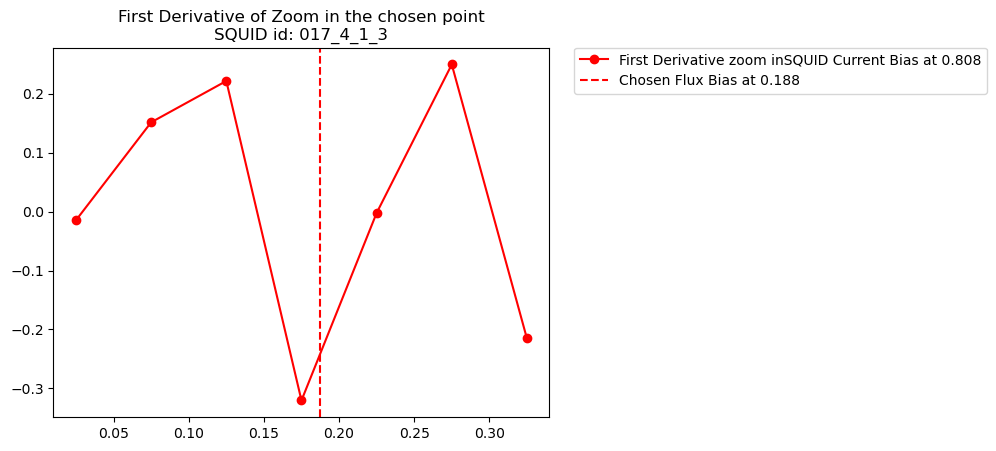 First Derivative of Zoom in the chosen point
SQUID id: 017_4_1_3
First Derivative zoom inSQUID Current Bias at 0.808
Chosen Flux Bias at 0.188
0.2
0.1
0.0
−0.1
−0.2
−0.3
0.05 0.10 0.15 0.20 0.25 0.30